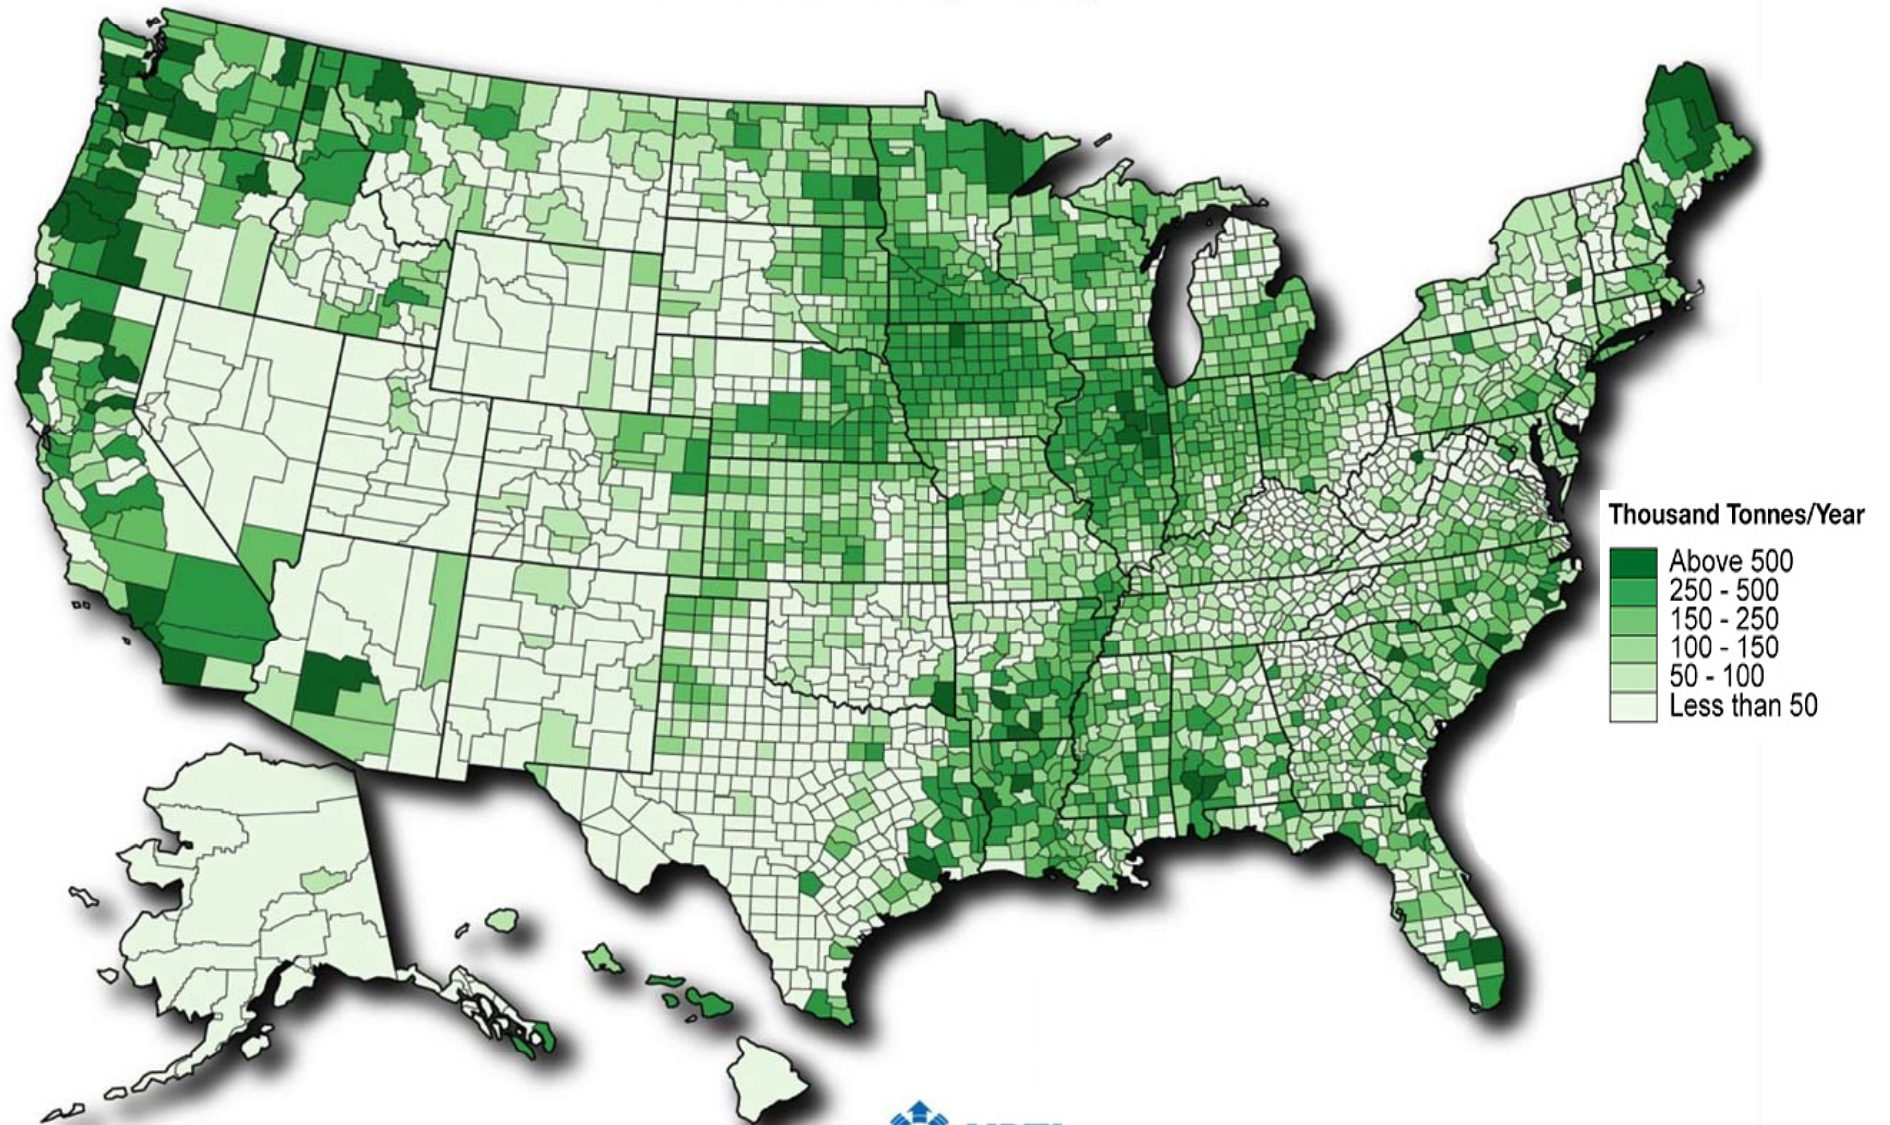 Thousand Tonnes/Year
Above 500
250 - 500
150 - 250
100 - 150
50 - 100
Less than 50